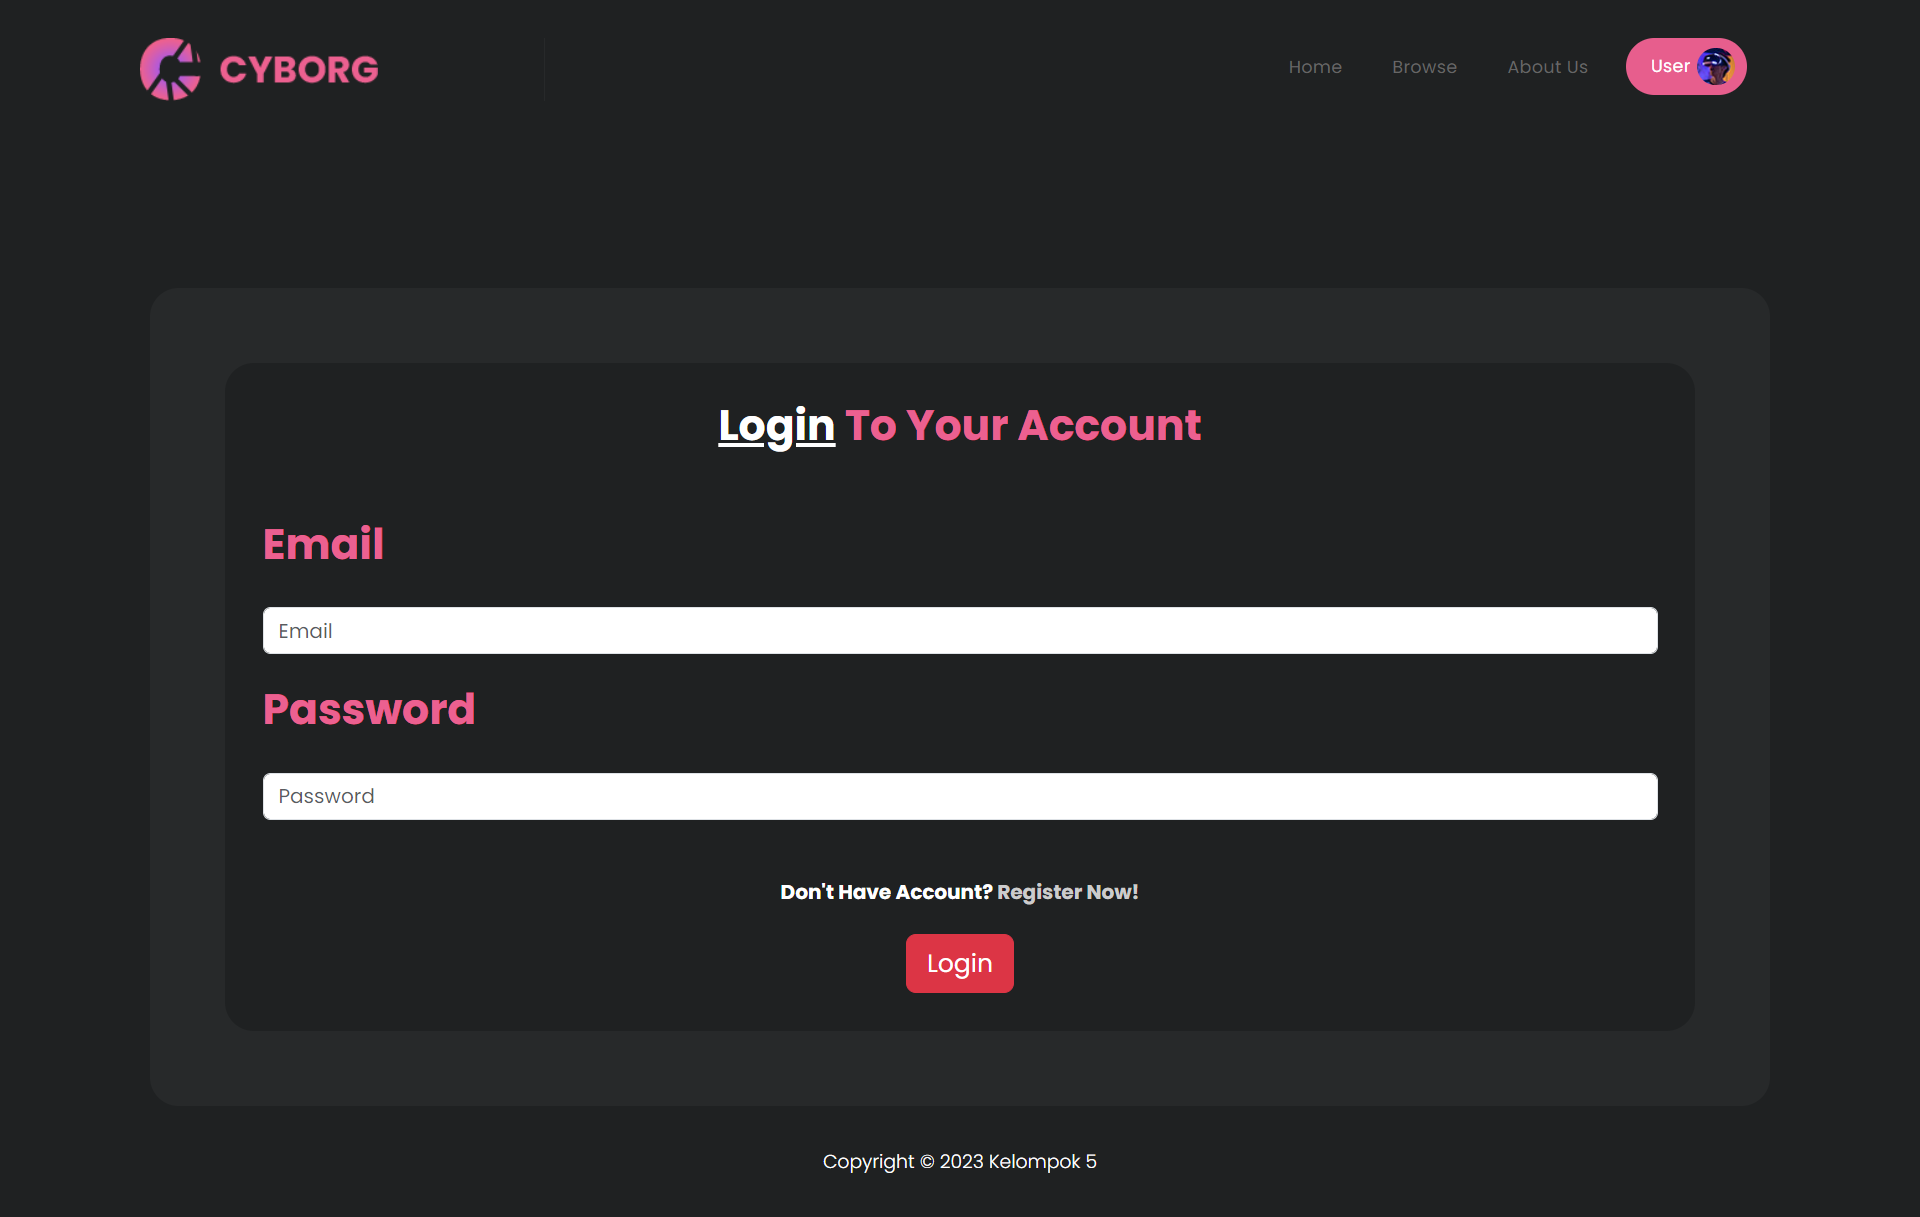 CYBORG
Home Browse About Us User
Login To Your Account
Email
Email
Password
Password
Don't Have Account? Register Now!
Login
Copyright © 2023 Kelompok 5